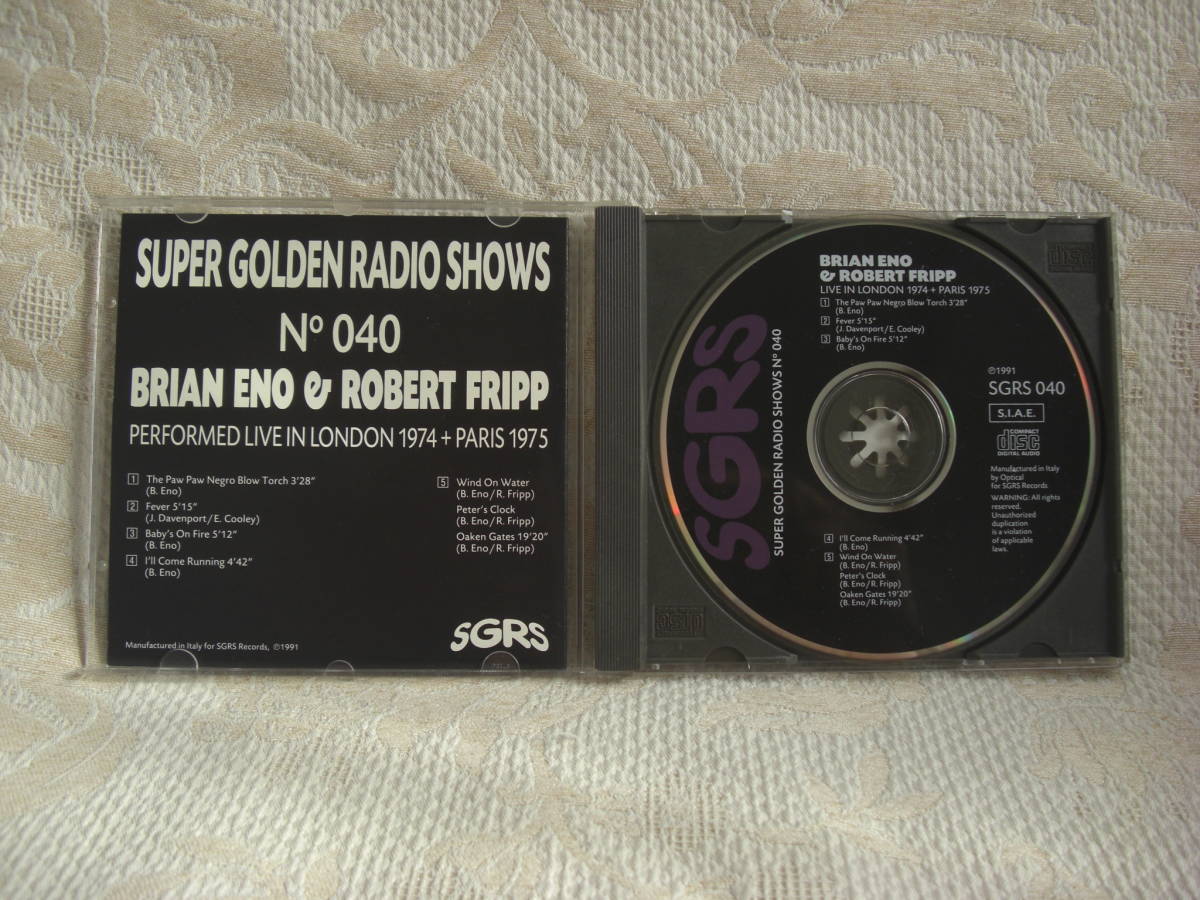 SUPER GOLDEN RADIO SHOWS
Nº 040
BRIAN ENO & ROBERT FRIPP
PERFORMED LIVE IN LONDON 1974 + PARIS 1975
1 The Paw Paw Negro Blow Torch 3'28"
(B. Eno)
2 Fever 5'15"
(J. Davenport/E. Cooley)
3 Baby's On Fire 5'12"
(B. Eno)
4 I'll Come Running 4'42"
(B. Eno)
5 Wind On Water
(B. Eno/R. Fripp)
Peter's Clock
(B. Eno/R. Fripp)
Oaken Gates 19'20"
(B. Eno/R. Fripp)
Manufactured in Italy for SGRS Records, ℗1991
SGRS
SGRS
SUPER GOLDEN RADIO SHOWS Nº 040
BRIAN ENO
& ROBERT FRIPP
LIVE IN LONDON 1974 + PARIS 1975
1 The Paw Paw Negro Blow Torch 3'28"
(B. Eno)
2 Fever 5'15"
(J. Davenport/E. Cooley)
3 Baby's On Fire 5'12"
(B. Eno)
℗1991
SGRS 040
S.I.A.E.
COMPACT
disc
DIGITAL AUDIO
Manufactured in Italy
by Optical
for SGRS Records
WARNING: All rights
reserved.
Unauthorized
duplication
is a violation
of applicable
laws.
4 I'll Come Running 4'42"
(B. Eno)
5 Wind On Water
(B. Eno/R. Fripp)
Peter's Clock
(B. Eno/R. Fripp)
Oaken Gates 19'20"
(B. Eno/R. Fripp)
disc
disc